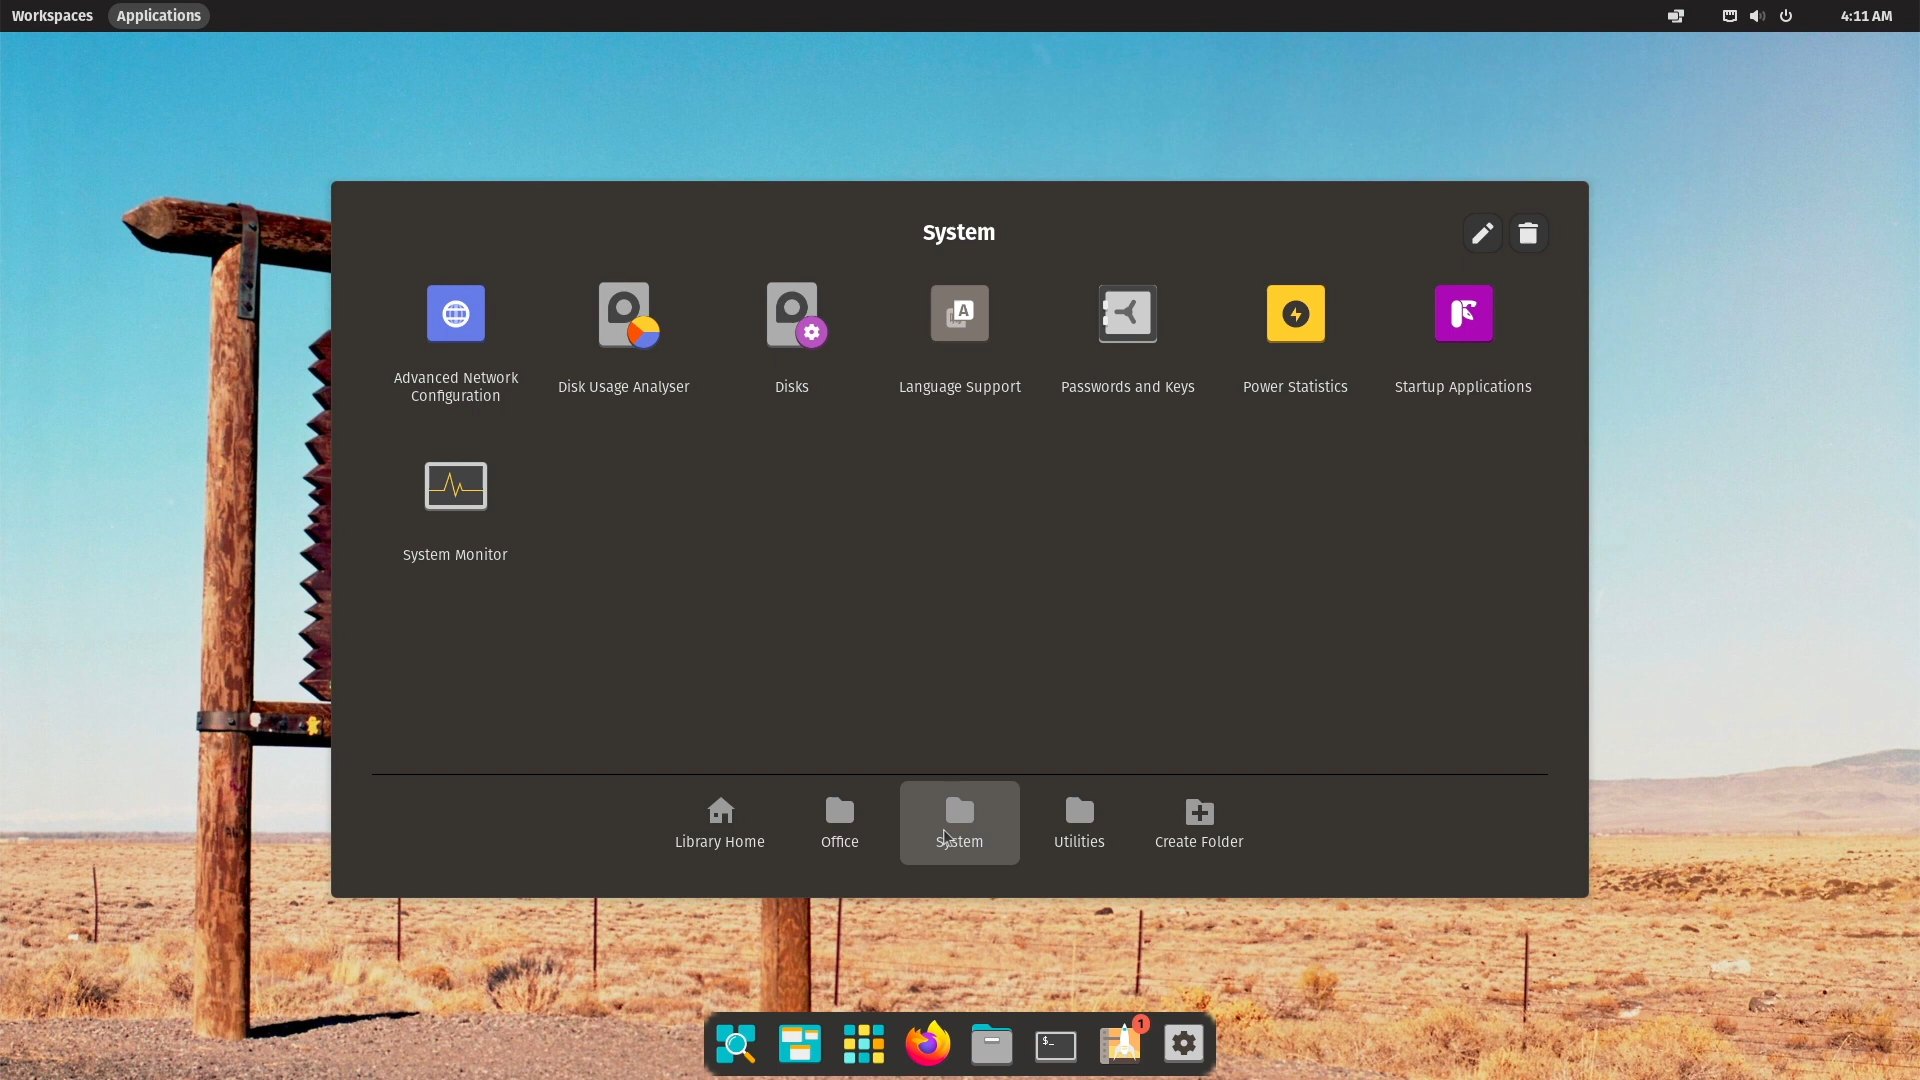 Workspaces
Applications
4:11 AM
System
Advanced Network
Configuration
Disk Usage Analyser
Disks
A
Language Support
Passwords and Keys
Power Statistics
Startup Applications
System Monitor
Library Home
Office
System
Utilities
Create Folder
$_
1